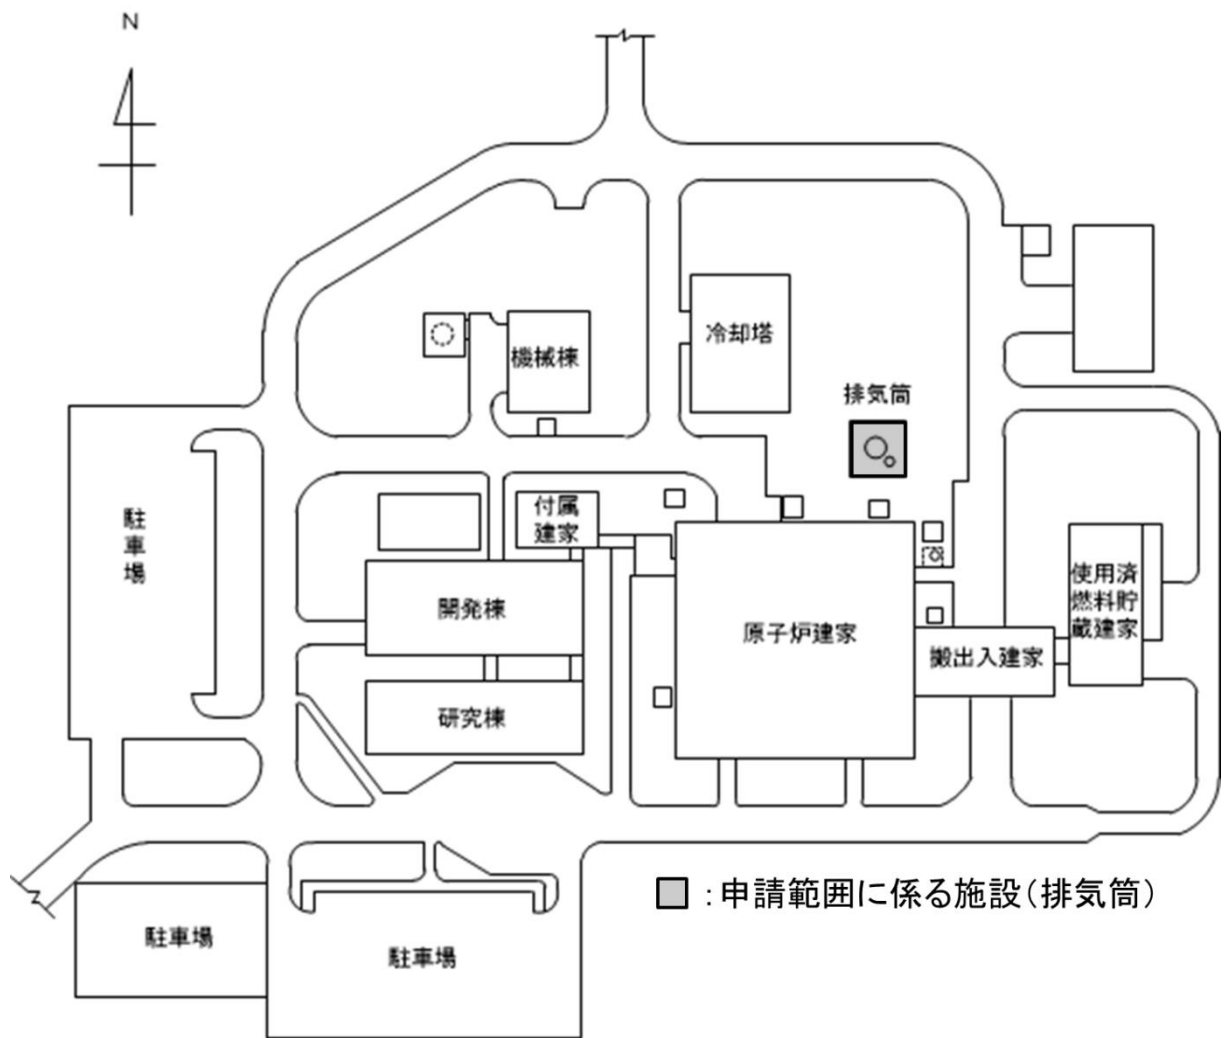 N
冷却塔
機械棟
排気筒
付属
建家
駐
車
場
使用済
燃料貯
蔵建家
開発棟
原子炉建家
搬出入建家
研究棟
:申請範囲に係る施設(排気筒)
駐車場
駐車場